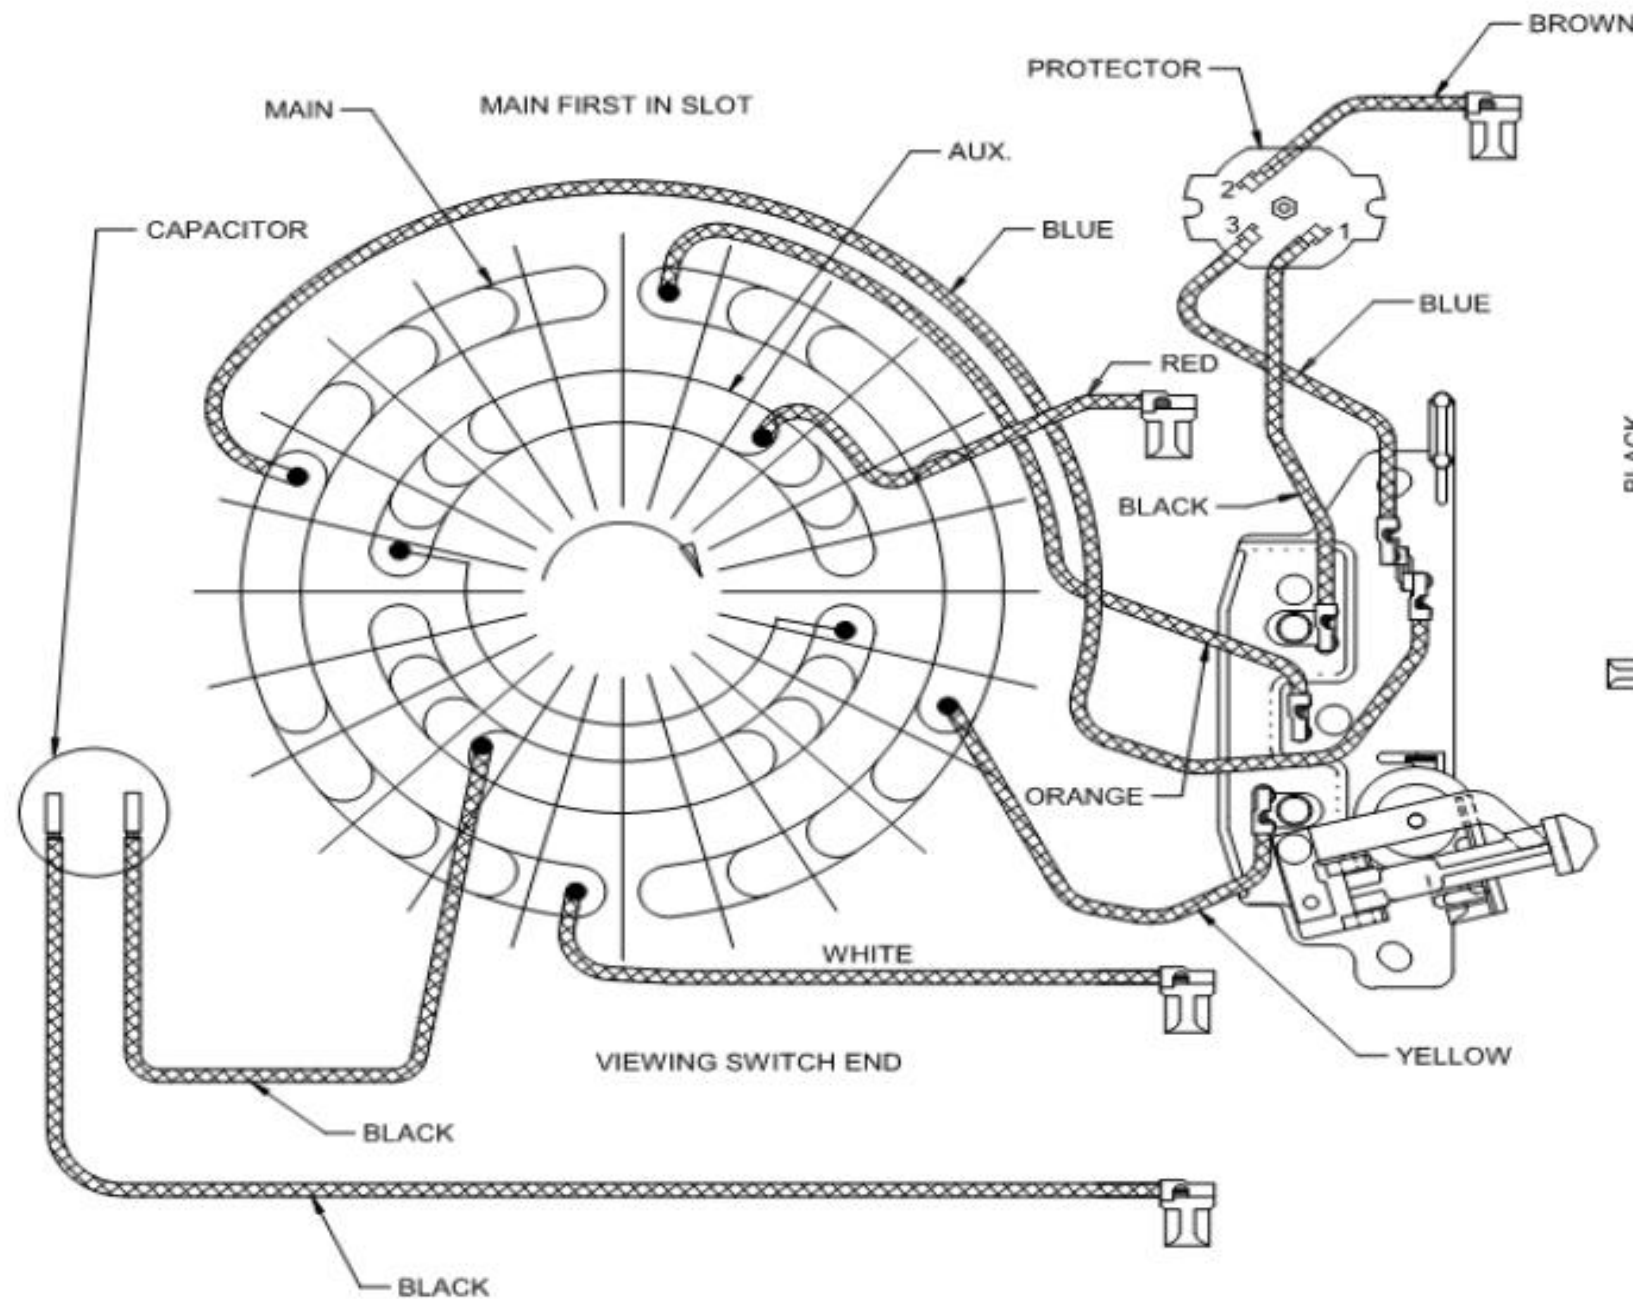 BROWN
PROTECTOR
MAIN
MAIN FIRST IN SLOT
AUX.
2
CAPACITOR
BLUE
3
1
BLUE
RED
BLACK
BLACK
ORANGE
WHITE
VIEWING SWITCH END
YELLOW
BLACK
BLACK